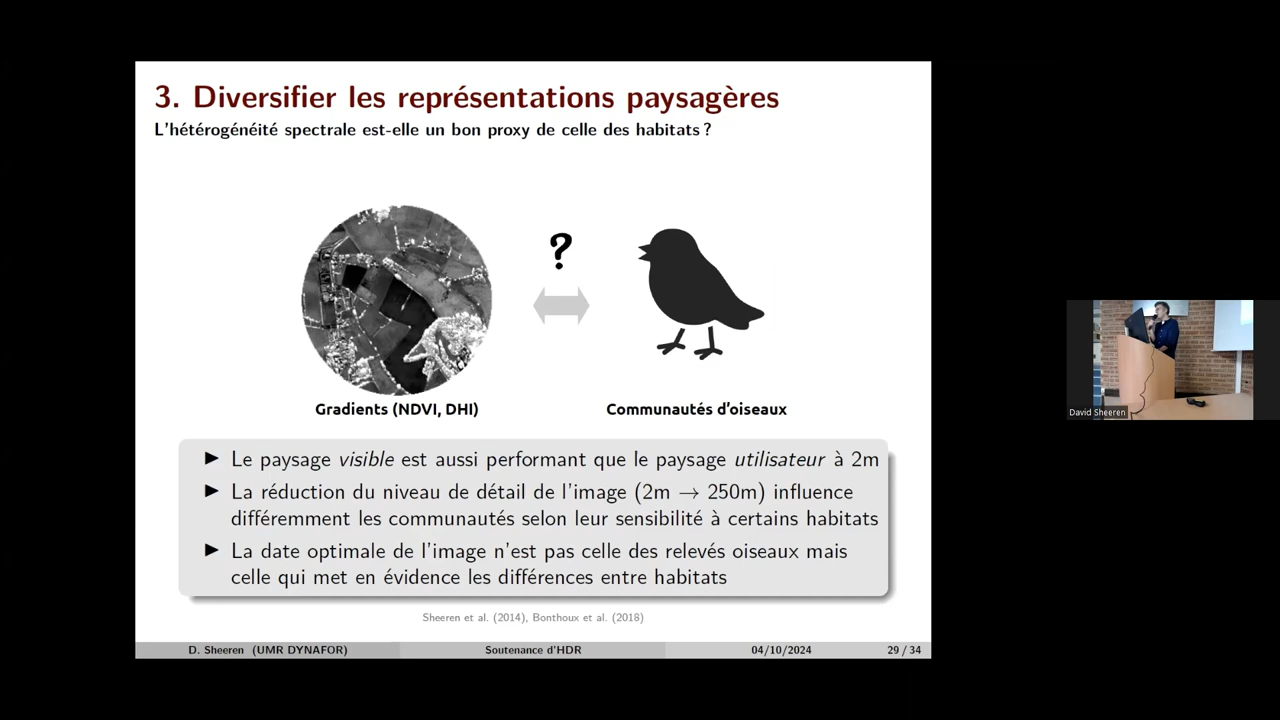 3. Diversifier les représentations paysagères
L'hétérogénéité spectrale est-elle un bon proxy de celle des habitats ?
?
Gradients (NDVI, DHI)
Communautés d'oiseaux
▶ Le paysage visible est aussi performant que le paysage utilisateur à 2m
▶ La réduction du niveau de détail de l'image (2m → 250m) influence
différemment les communautés selon leur sensibilité à certains habitats
▶ La date optimale de l'image n'est pas celle des relevés oiseaux mais
celle qui met en évidence les différences entre habitats
Sheeren et al. (2014), Bonthoux et al. (2018)
D. Sheeren (UMR DYNAFOR) Soutenance d'HDR 04/10/2024 29 / 34
David Sheeren